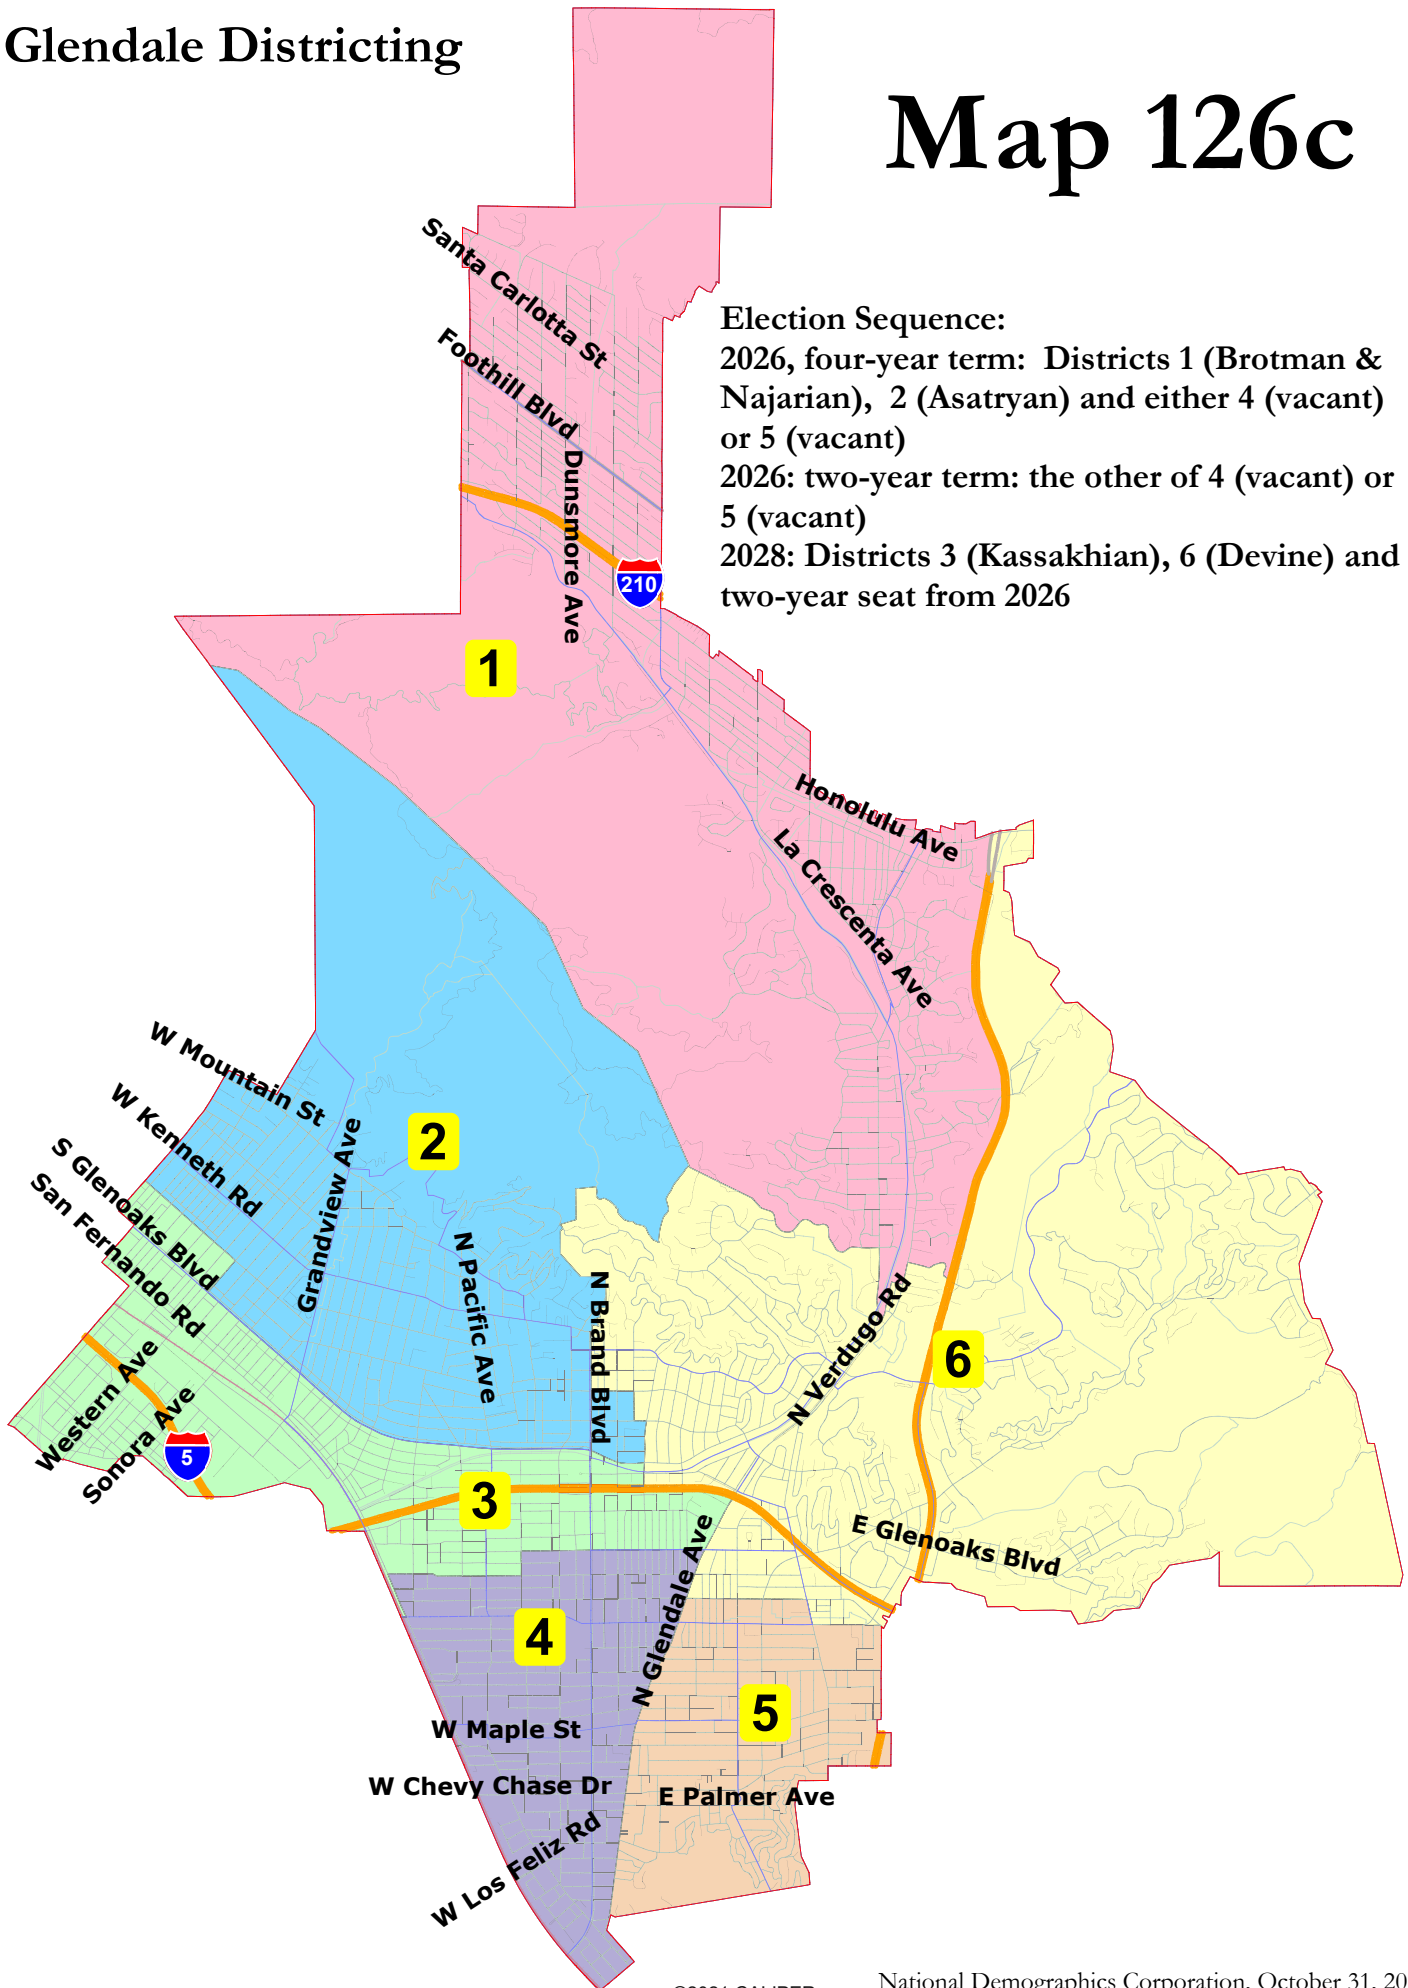 Glendale Districting
Map 126c
Santa Carlotta St
Foothill Blvd
Election Sequence:
2026, four-year term:  Districts 1 (Brotman &
Najarian),  2 (Asatryan) and either 4 (vacant)
or 5 (vacant)
2026: two-year term: the other of 4 (vacant) or
5 (vacant)
2028: Districts 3 (Kassakhian), 6 (Devine) and
two-year seat from 2026
Dunsmore Ave
210
1
Honolulu Ave
La Crescenta Ave
W Mountain St
W Kenneth Rd
S Glenoaks Blvd
San Fernando Rd
Grandview Ave
2
N Pacific Ave
N Brand Blvd
N Verdugo Rd
6
Western Ave
Sonora Ave
5
3
E Glenoaks Blvd
N Glendale Ave
4
5
W Maple St
W Chevy Chase Dr
E Palmer Ave
W Los Feliz Rd
National Demographics Corporation, October 31, 20